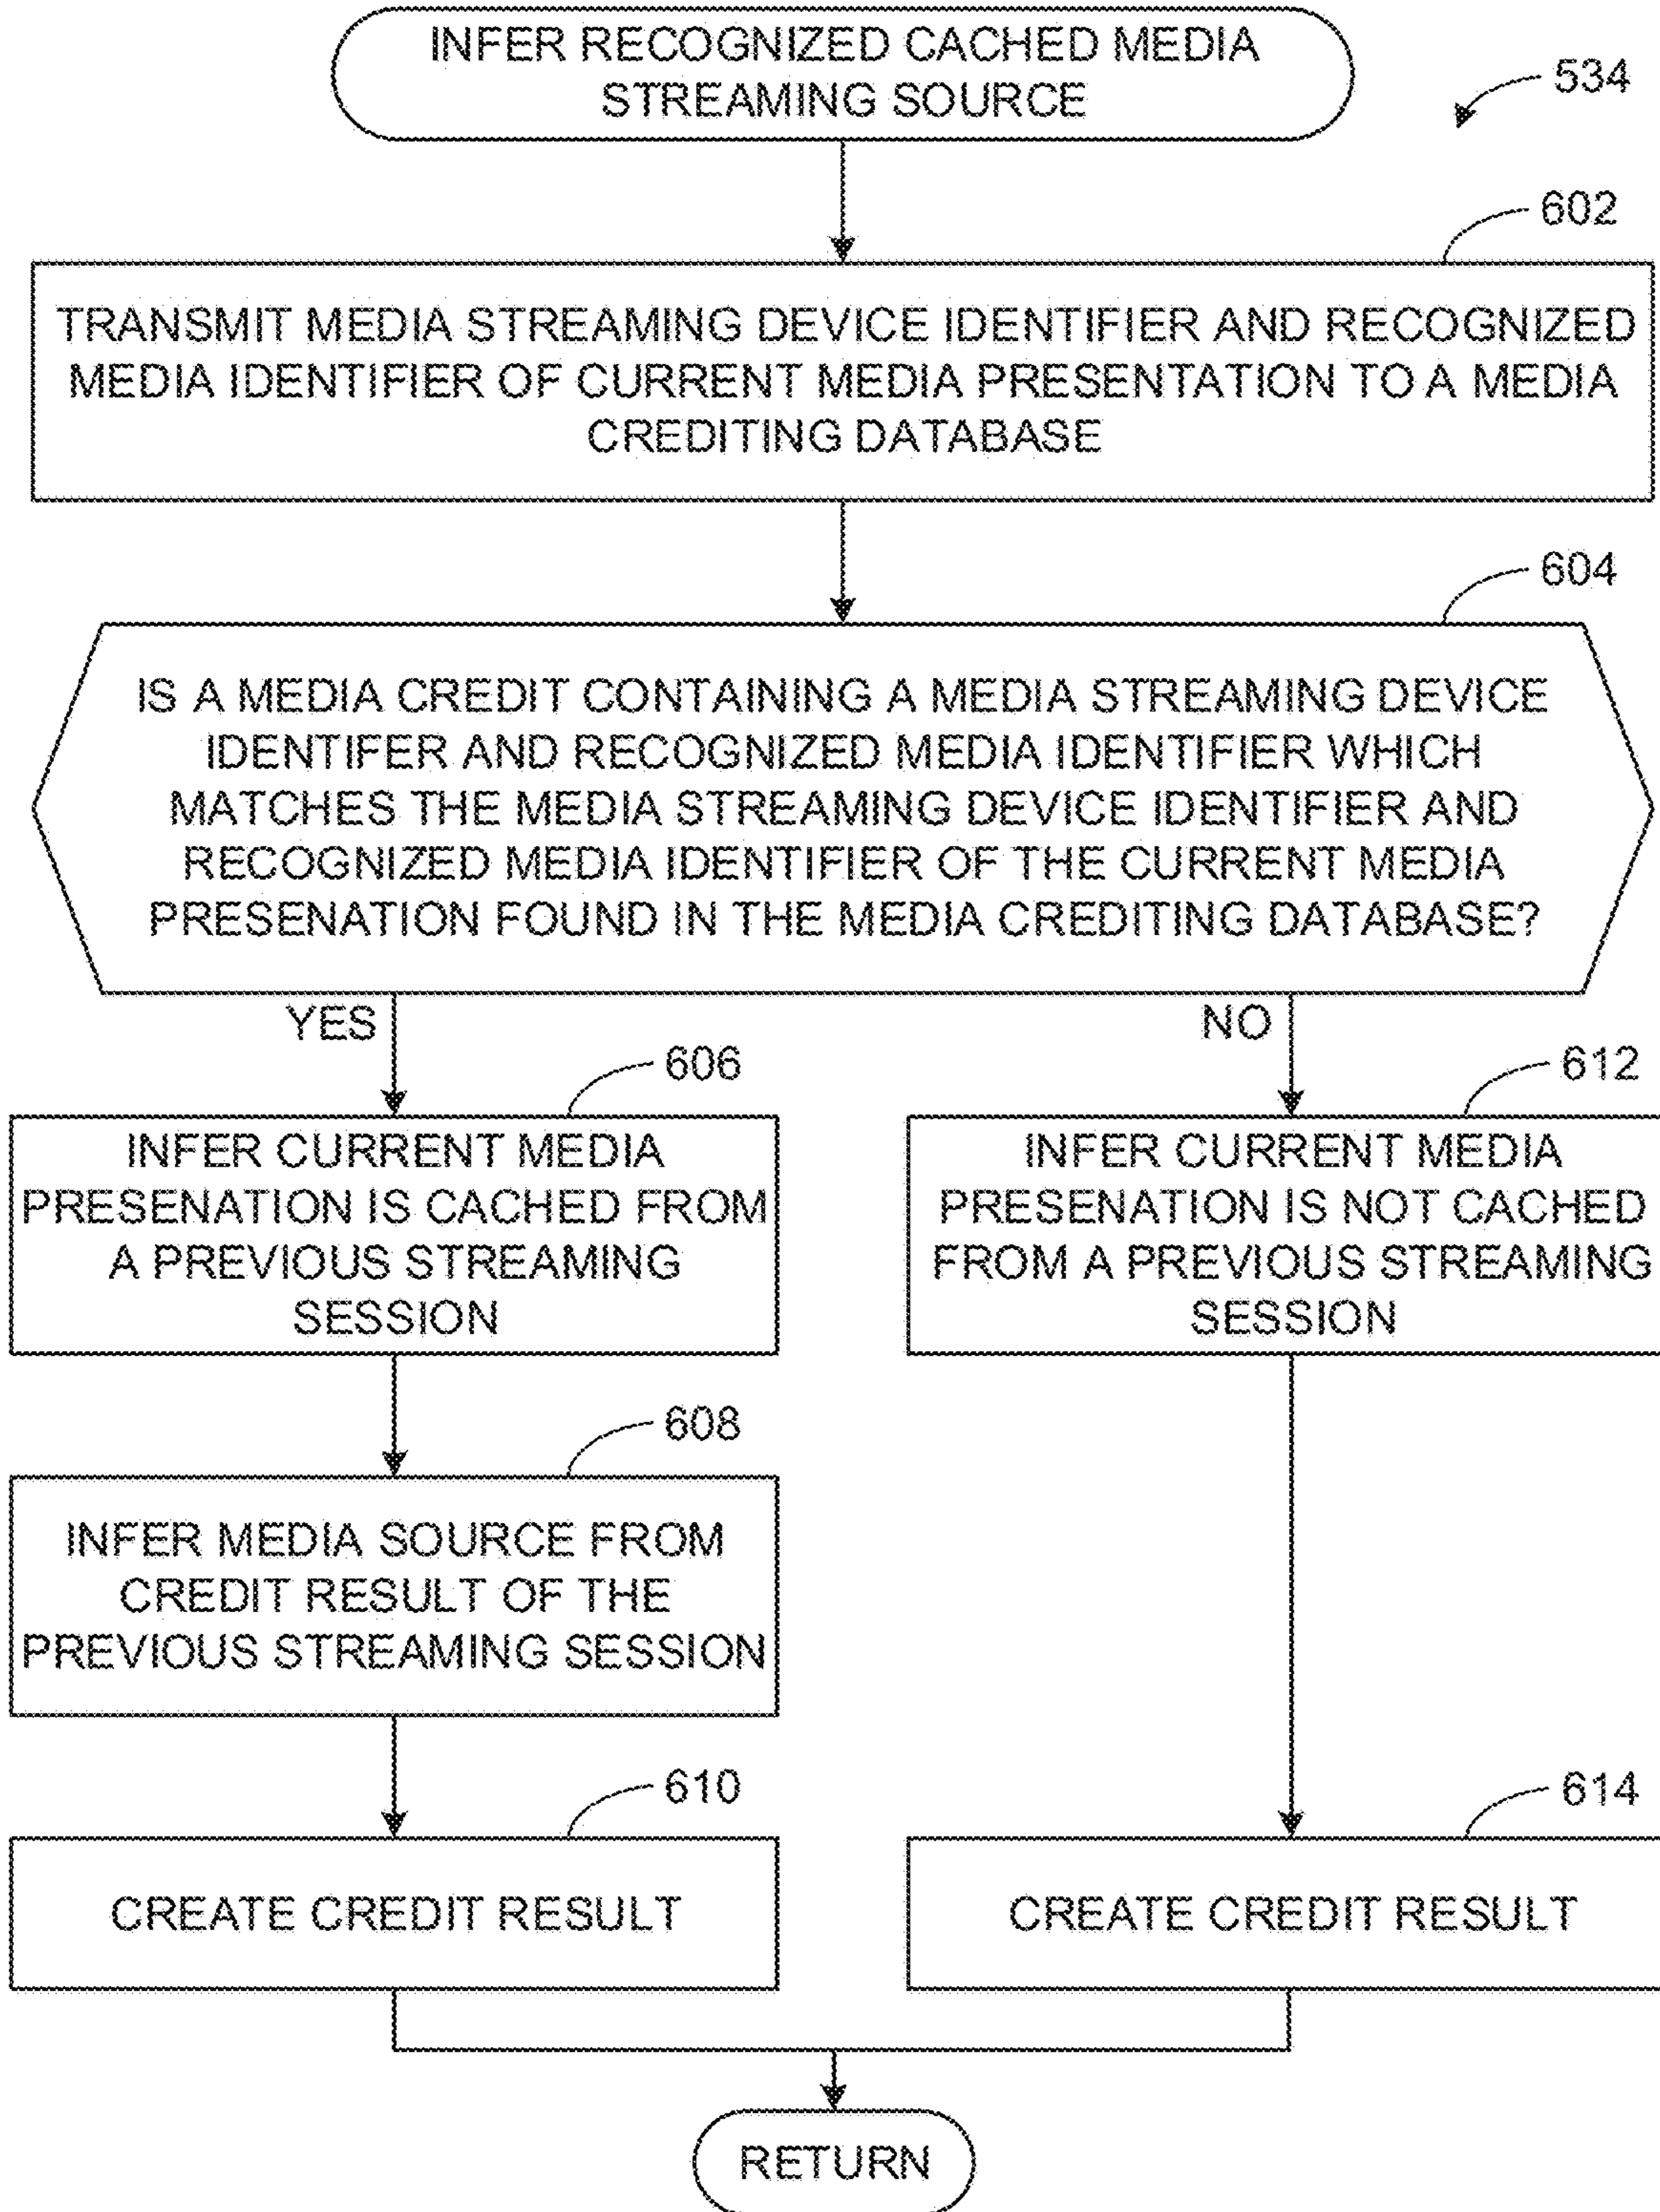 INFER RECOGNIZED CACHED MEDIA
STREAMING SOURCE
534
602
TRANSMIT MEDIA STREAMING DEVICE IDENTIFIER AND RECOGNIZED
MEDIA IDENTIFIER OF CURRENT MEDIA PRESENTATION TO A MEDIA
CREDITING DATABASE
604
IS A MEDIA CREDIT CONTAINING A MEDIA STREAMING DEVICE
IDENTIFER AND RECOGNIZED MEDIA IDENTIFIER WHICH
MATCHES THE MEDIA STREAMING DEVICE IDENTIFIER AND
RECOGNIZED MEDIA IDENTIFIER OF THE CURRENT MEDIA
PRESENATION FOUND IN THE MEDIA CREDITING DATABASE?
YES
606
INFER CURRENT MEDIA
PRESENATION IS CACHED FROM
A PREVIOUS STREAMING
SESSION
608
INFER MEDIA SOURCE FROM
CREDIT RESULT OF THE
PREVIOUS STREAMING SESSION
610
CREATE CREDIT RESULT
NO
612
INFER CURRENT MEDIA
PRESENATION IS NOT CACHED
FROM A PREVIOUS STREAMING
SESSION
614
CREATE CREDIT RESULT
RETURN